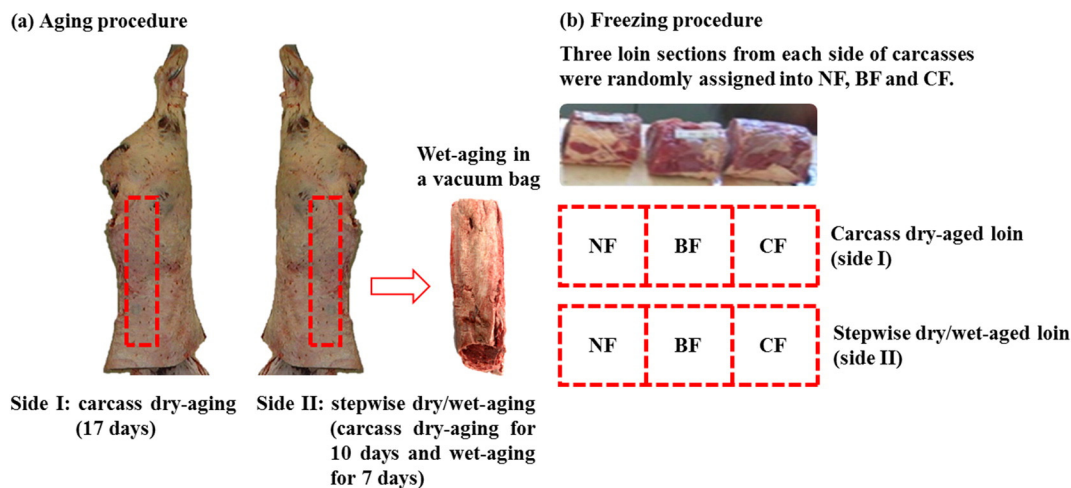 (a) Aging procedure
Wet-aging in
a vacuum bag
Side I: carcass dry-aging
(17 days)
Side II: stepwise dry/wet-aging
(carcass dry-aging for
10 days and wet-aging
for 7 days)
(b) Freezing procedure
Three loin sections from each side of carcasses
were randomly assigned into NF, BF and CF.
NF BF CF
Carcass dry-aged loin
(side I)
NF BF CF
Stepwise dry/wet-aged loin
(side II)